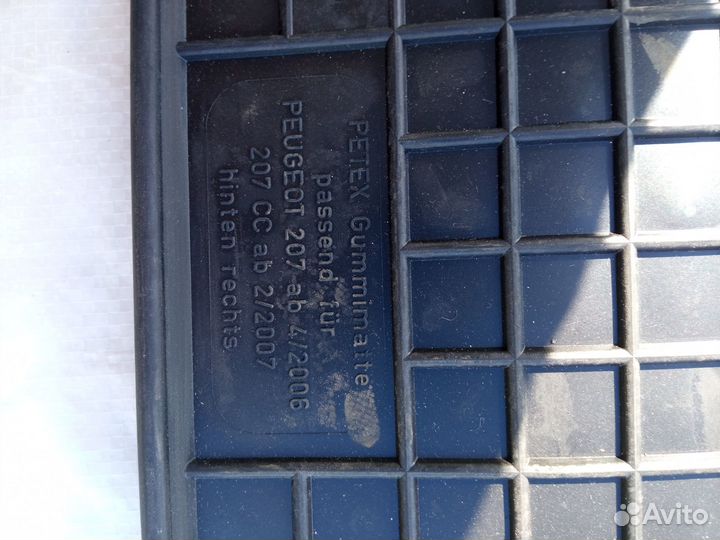 PETEX Gummimatte
passend für
PEUGEOT 207 ab 4/2006
207 CC ab 2/2007
hinten rechts
Avito